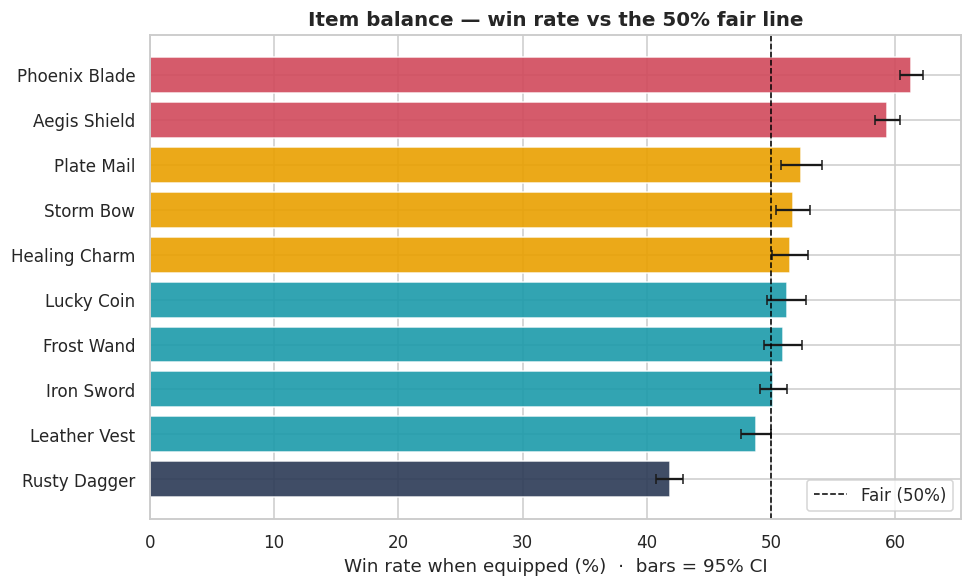 Item balance — win rate vs the 50% fair line
Phoenix Blade
Aegis Shield
Plate Mail
Storm Bow
Healing Charm
Lucky Coin
Frost Wand
Iron Sword
Leather Vest
Rusty Dagger
Fair (50%)
0 10 20 30 40 50 60
Win rate when equipped (%) · bars = 95% CI